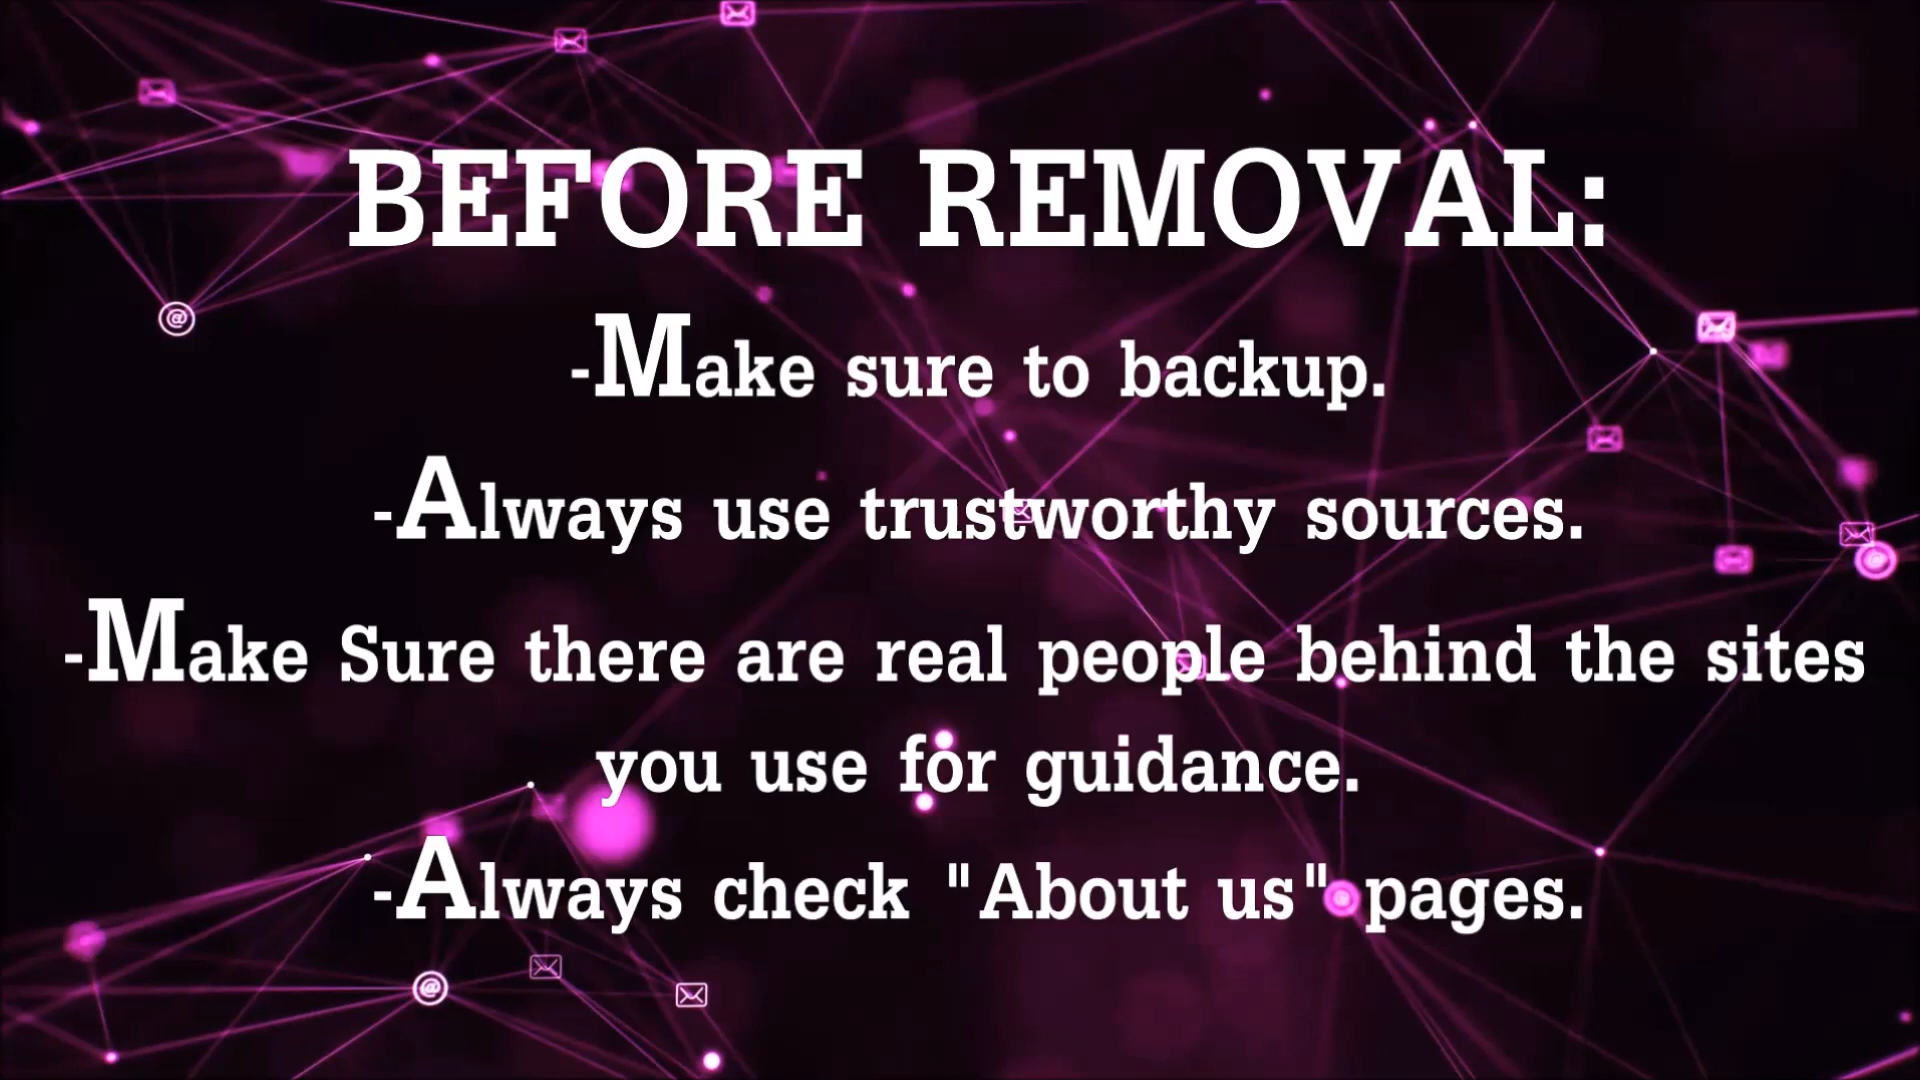 BEFORE REMOVAL:
-Make sure to backup.
-Always use trustworthy sources.
-Make Sure there are real people behind the sites
you use for guidance.
-Always check "About us" pages.